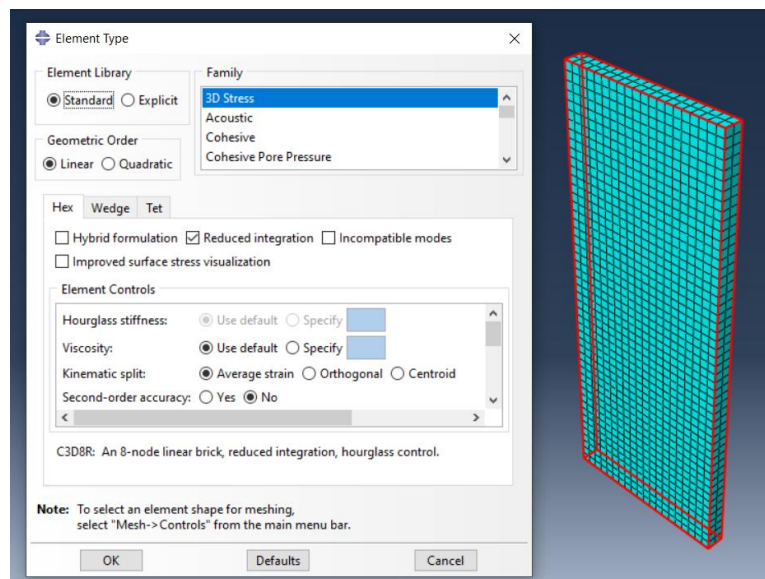 Element Type
Element Library
Standard Explicit
Family
3D Stress
Acoustic
Cohesive
Cohesive Pore Pressure
Geometric Order
Linear Quadratic
Hex Wedge Tet
Hybrid formulation Reduced integration Incompatible modes
Improved surface stress visualization
Element Controls
Hourglass stiffness: Use default Specify
Viscosity: Use default Specify
Kinematic split: Average strain Orthogonal Centroid
Second-order accuracy: Yes No
C3D8R: An 8-node linear brick, reduced integration, hourglass control.
Note: To select an element shape for meshing,
select "Mesh->Controls" from the main menu bar.
OK Defaults Cancel